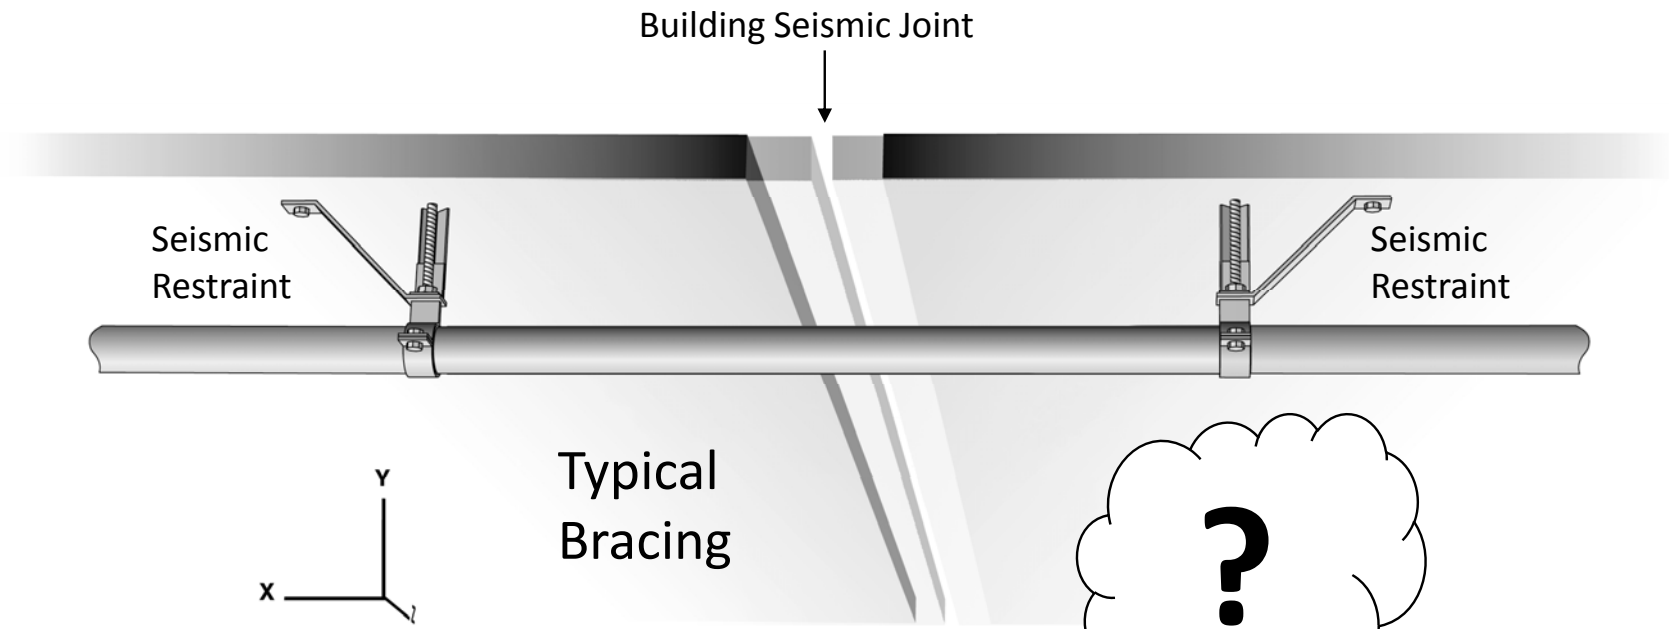 Building Seismic Joint
Seismic
Restraint
Seismic
Restraint
Typical
Bracing
Y
X
?